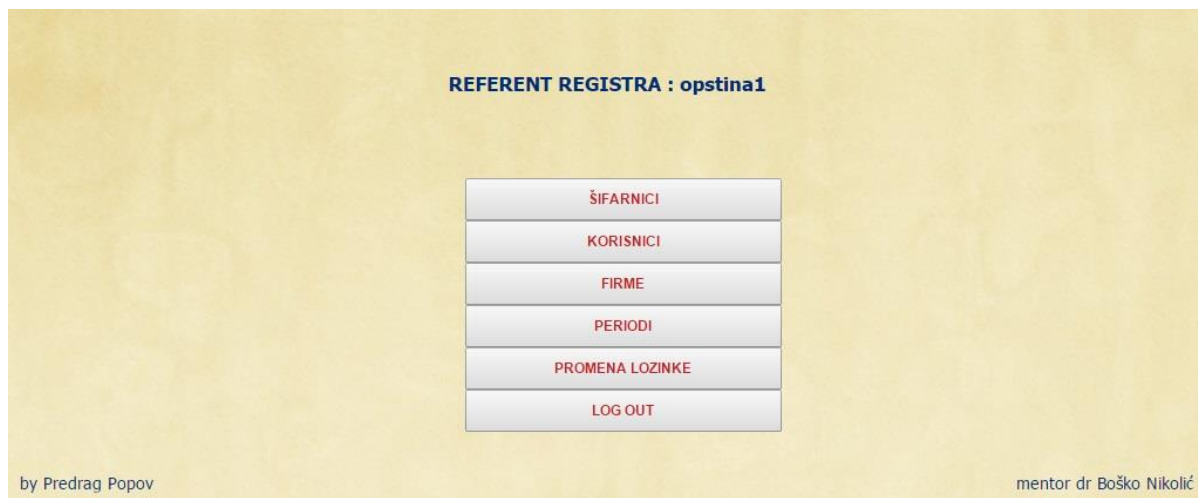 REFERENT REGISTRA : opstina1
ŠIFARNICI
KORISNICI
FIRME
PERIODI
PROMENA LOZINKE
LOG OUT
by Predrag Popov
mentor dr Boško Nikolić